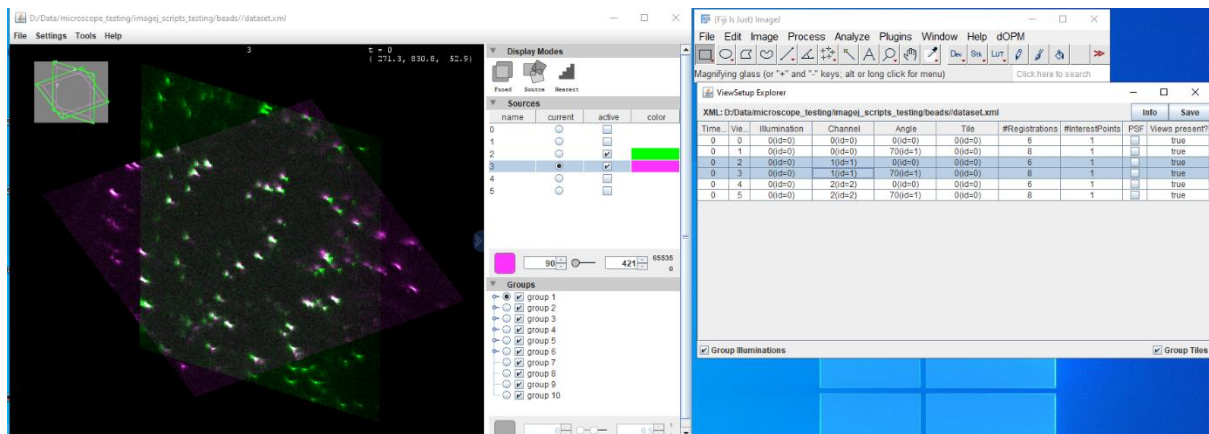 D:/Data/microscope_testing/imagej_scripts_testing/beads//dataset.xml
File Settings Tools Help
3
t = 0
( 271.3, 830.8, 52.9)
Display Modes
Fused Source Nearest
Sources
name current active color
0
1
2
3
4
5
90 421 65535
0
Groups
group 1
group 2
group 3
group 4
group 5
group 6
group 7
group 8
group 9
group 10
0 0.5 1
(Fiji Is Just) ImageJ
File Edit Image Process Analyze Plugins Window Help dOPM
Dev Stk LUT
Magnifying glass (or "+" and "-" keys; alt or long click for menu) Click here to search
ViewSetup Explorer
XML: D:/Data/microscope_testing/imagej_scripts_testing/beads//dataset.xml Info Save
Time... Vie... Illumination Channel Angle Tile #Registrations #InterestPoints PSF Views present?
0 0 0(id=0) 0(id=0) 0(id=0) 0(id=0) 6 1 true
0 1 0(id=0) 0(id=0) 70(id=1) 0(id=0) 8 1 true
0 2 0(id=0) 1(id=1) 0(id=0) 0(id=0) 6 1 true
0 3 0(id=0) 1(id=1) 70(id=1) 0(id=0) 8 1 true
0 4 0(id=0) 2(id=2) 0(id=0) 0(id=0) 6 1 true
0 5 0(id=0) 2(id=2) 70(id=1) 0(id=0) 8 1 true
Group Illuminations Group Tiles